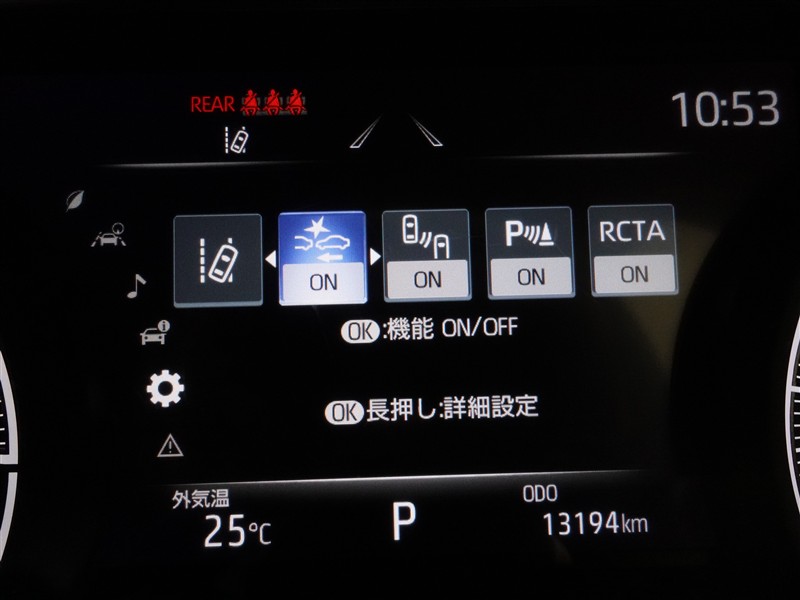 REAR
10:53
P RCTA
ON ON ON ON
OK:機能 ON/OFF
OK長押し:詳細設定
外気温 ODO
25℃ P 13194km